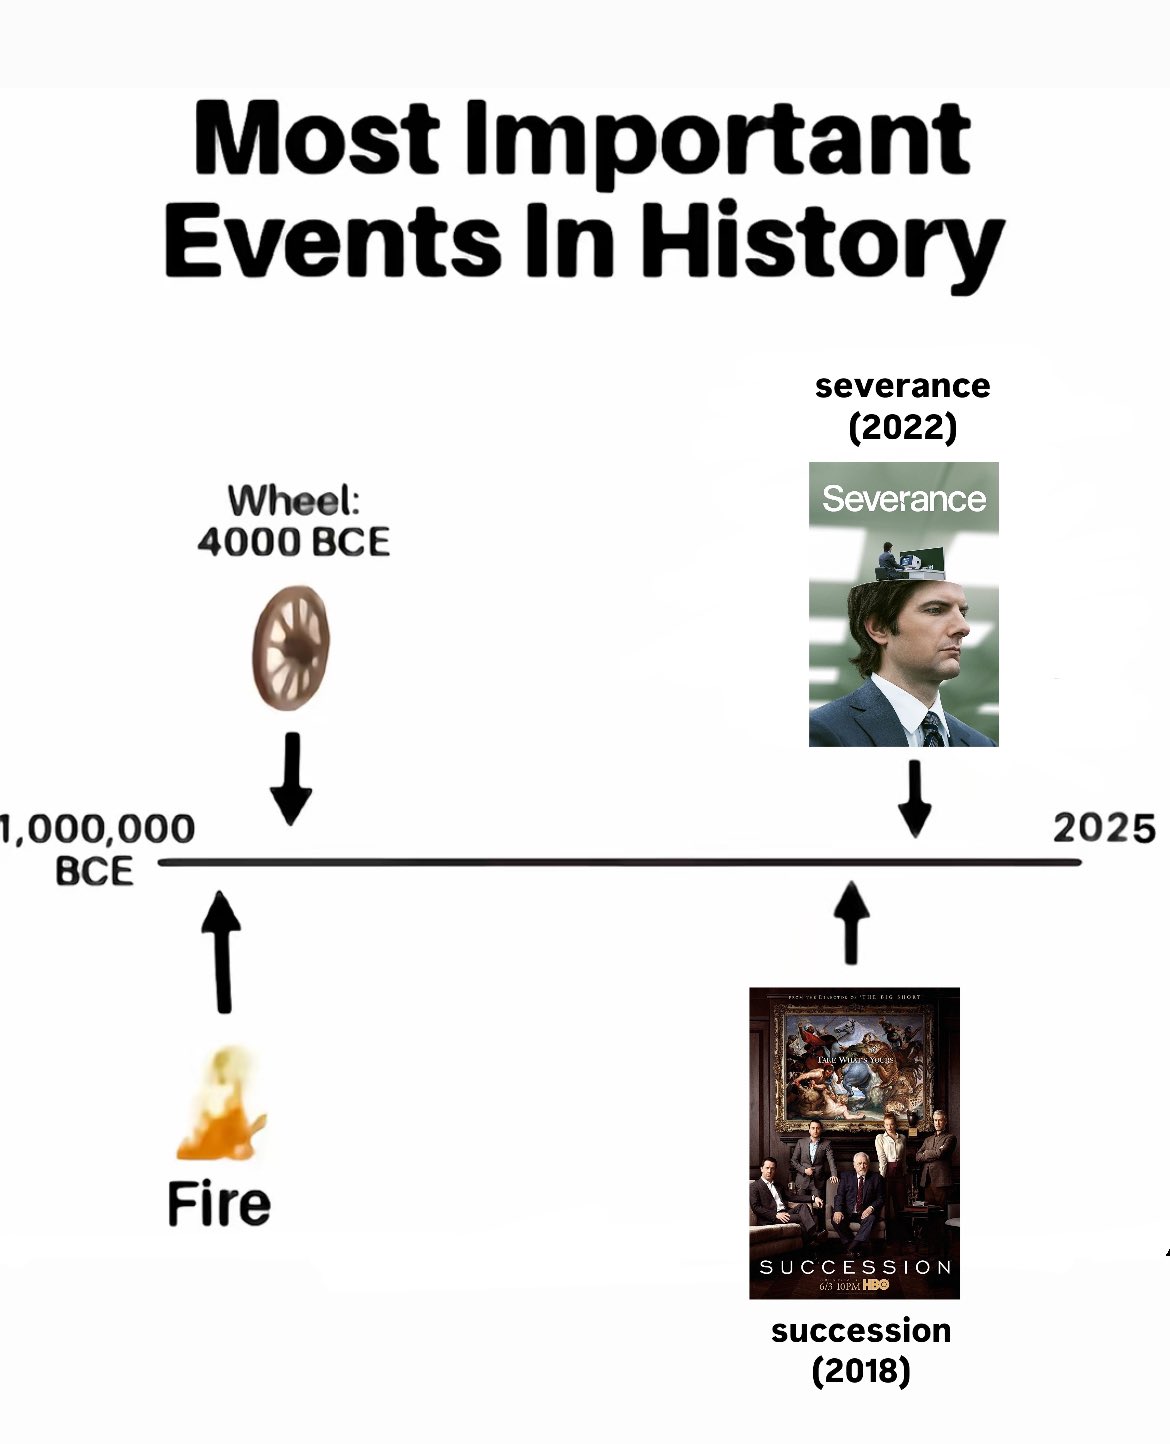 Most Important
Events In History
severance
(2022)
Severance
Wheel:
4000 BCE
1,000,000
BCE
2025
Fire
FROM THE DIRECTOR OF 'THE BIG SHORT'
TAKE WHAT'S YOURS
SUCCESSION
6/3 10PM HBO
succession
(2018)